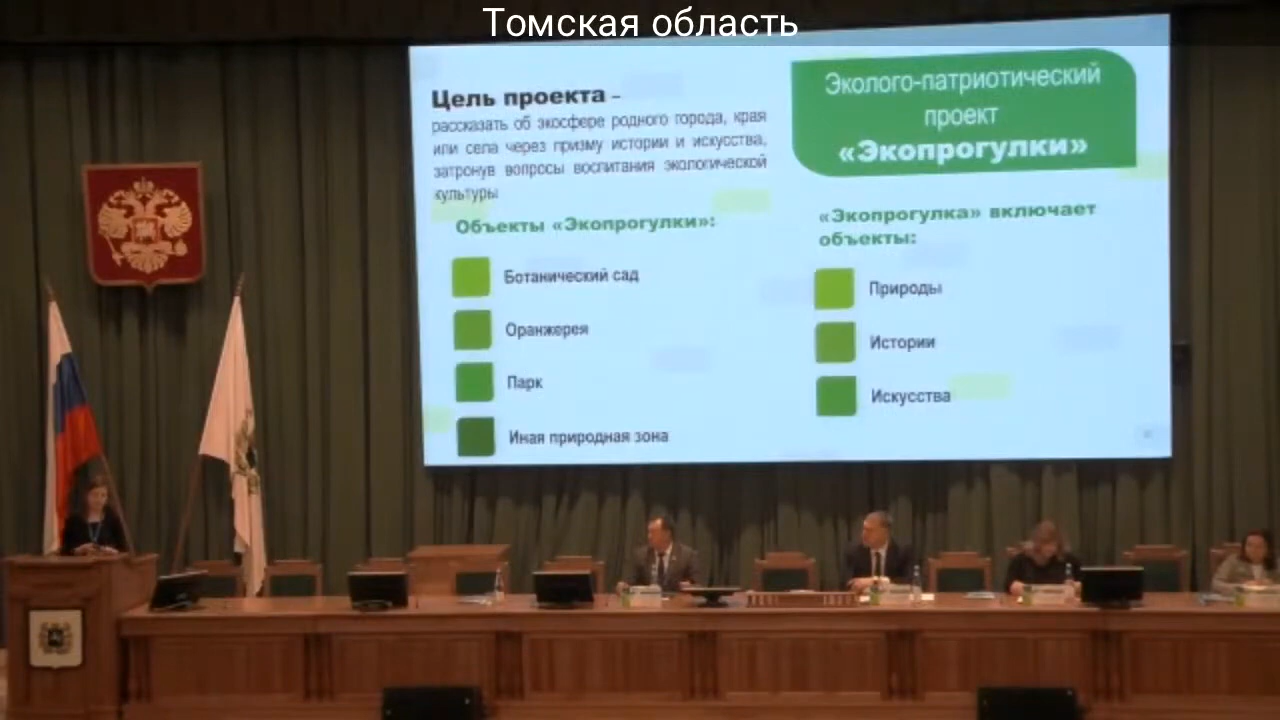 Томская область
Цель проекта –
рассказать об экосфере родного города, края
или села через призму истории и искусства,
затронув вопросы воспитания экологической
культуры
Объекты «Экопрогулки»:
Ботанический сад
Оранжерея
Парк
Иная природная зона
Эколого-патриотический
проект
«Экопрогулки»
«Экопрогулка» включает
объекты:
Природы
Истории
Искусства